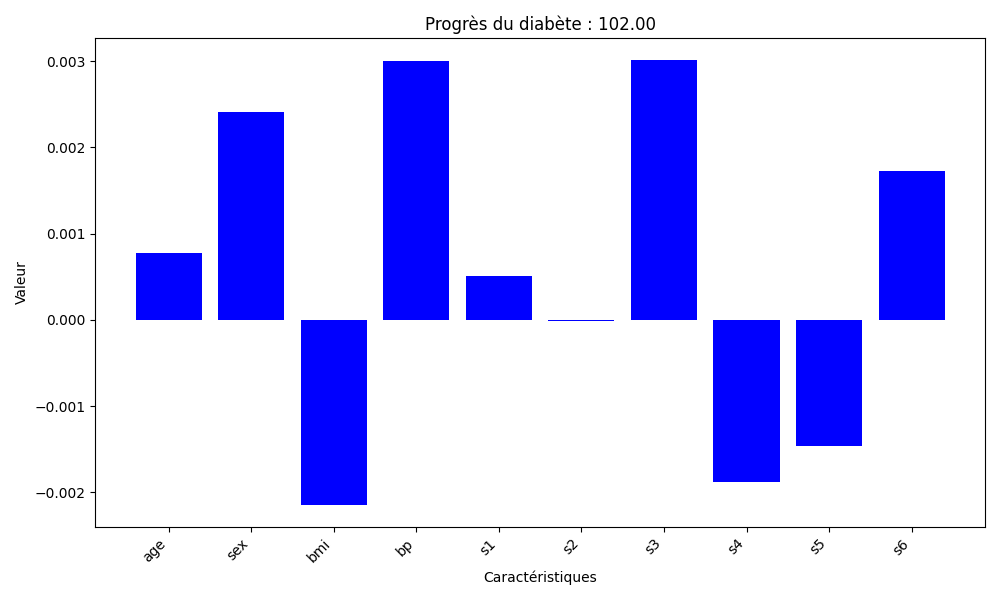 Progrès du diabète : 102.00
0.003
0.002
0.001
0.000
−0.001
−0.002
Valeur
age
sex
bmi
bp
s1
s2
s3
s4
s5
s6
Caractéristiques